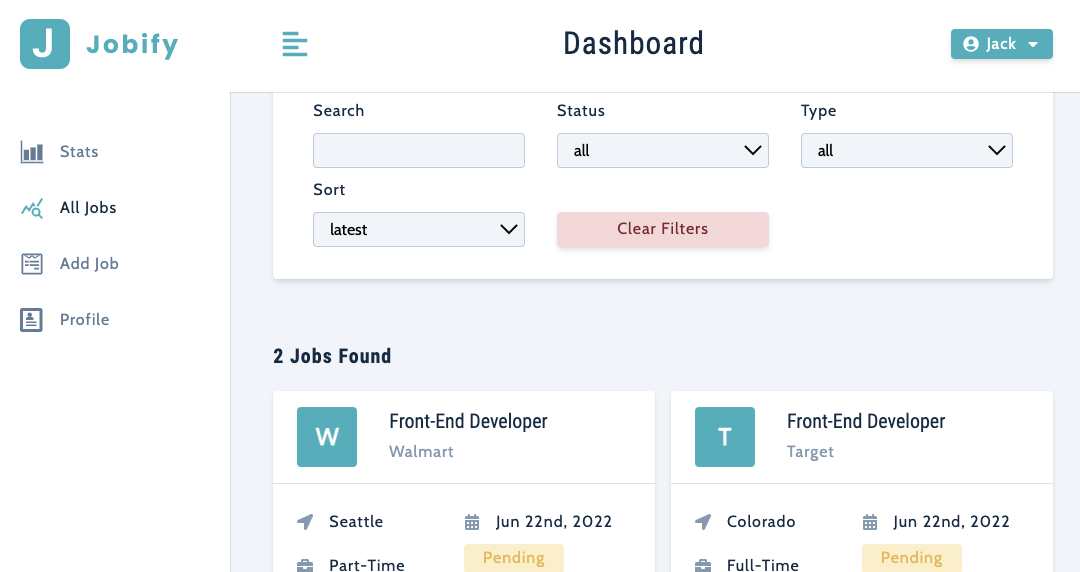 J Jobify
Dashboard
Jack
Stats
All Jobs
Add Job
Profile
Search
Status
Type
all
all
Sort
latest
Clear Filters
2 Jobs Found
W
Front-End Developer
Walmart
Seattle
Jun 22nd, 2022
Part-Time
Pending
T
Front-End Developer
Target
Colorado
Jun 22nd, 2022
Full-Time
Pending